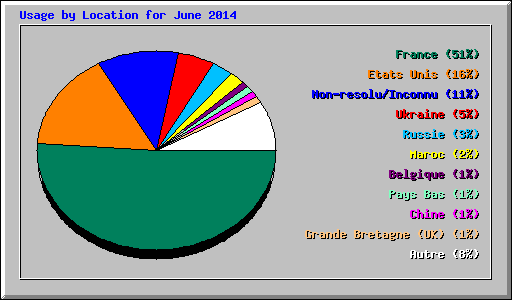 Usage by Location for June 2014
France (51%)
Etats Unis (16%)
Non-resolu/Inconnu (11%)
Ukraine (5%)
Russie (3%)
Maroc (2%)
Belgique (1%)
Pays Bas (1%)
Chine (1%)
Grande Bretagne (UK) (1%)
Autre (8%)